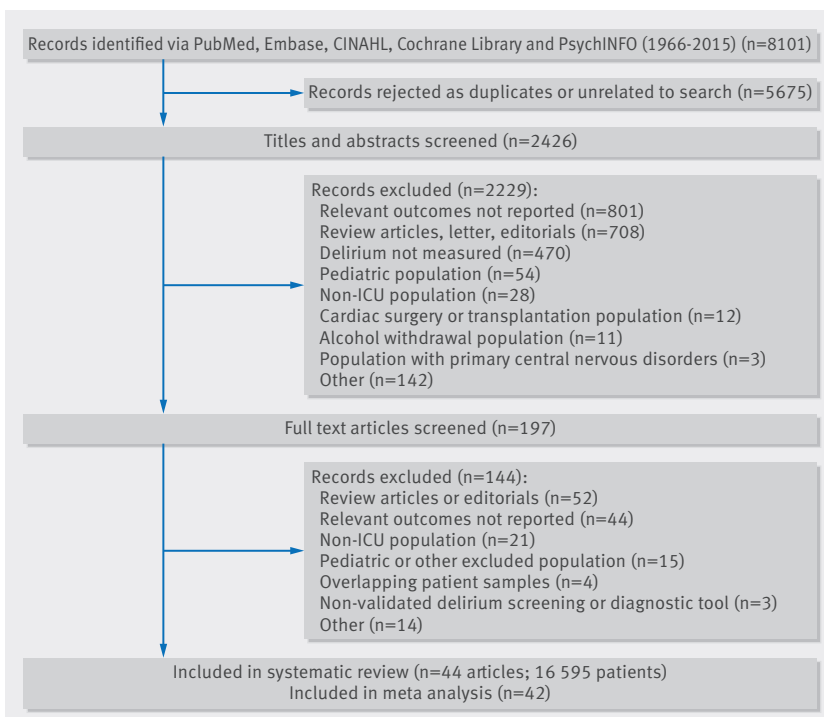 Records identified via PubMed, Embase, CINAHL, Cochrane Library and PsychINFO (1966-2015) (n=8101)
Records rejected as duplicates or unrelated to search (n=5675)
Titles and abstracts screened (n=2426)
Records excluded (n=2229):
Relevant outcomes not reported (n=801)
Review articles, letter, editorials (n=708)
Delirium not measured (n=470)
Pediatric population (n=54)
Non-ICU population (n=28)
Cardiac surgery or transplantation population (n=12)
Alcohol withdrawal population (n=11)
Population with primary central nervous disorders (n=3)
Other (n=142)
Full text articles screened (n=197)
Records excluded (n=144):
Review articles or editorials (n=52)
Relevant outcomes not reported (n=44)
Non-ICU population (n=21)
Pediatric or other excluded population (n=15)
Overlapping patient samples (n=4)
Non-validated delirium screening or diagnostic tool (n=3)
Other (n=14)
Included in systematic review (n=44 articles; 16 595 patients)
Included in meta analysis (n=42)